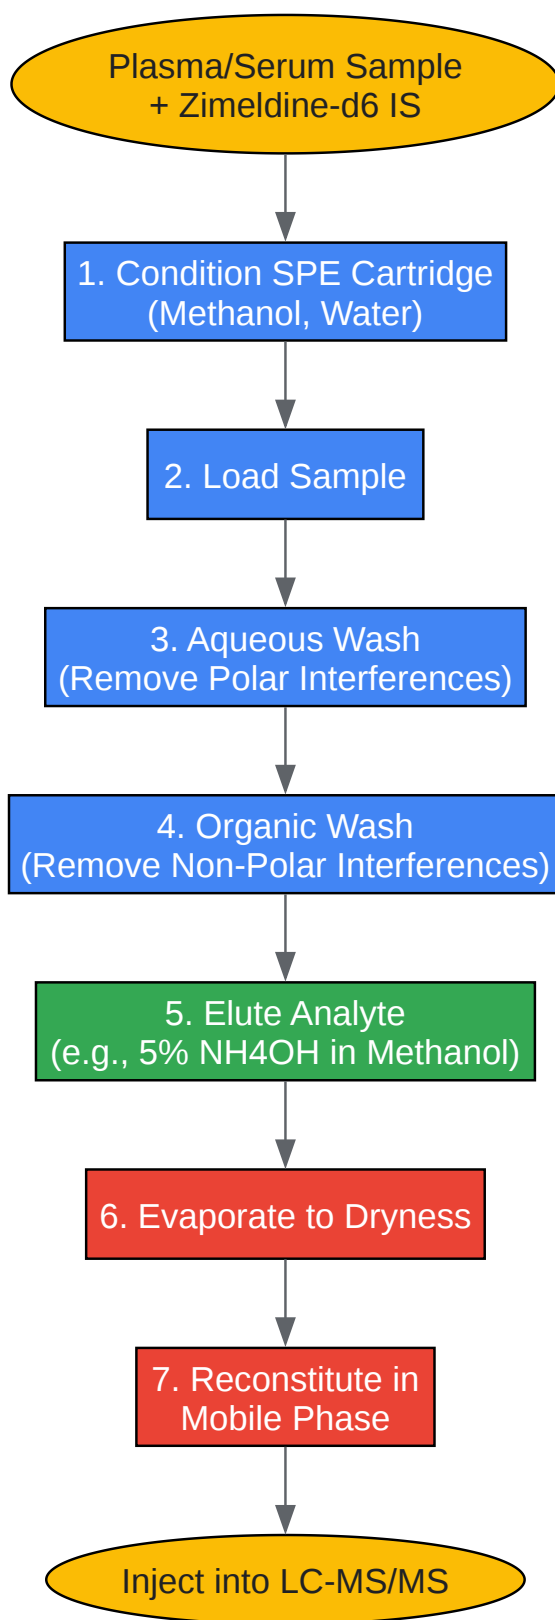 Plasma/Serum Sample
+ Zimeldine-d6 IS
1. Condition SPE Cartridge
(Methanol, Water)
2. Load Sample
3. Aqueous Wash
(Remove Polar Interferences)
4. Organic Wash
(Remove Non-Polar Interferences)
5. Elute Analyte
(e.g., 5% NH4OH in Methanol)
6. Evaporate to Dryness
7. Reconstitute in
Mobile Phase
Inject into LC-MS/MS